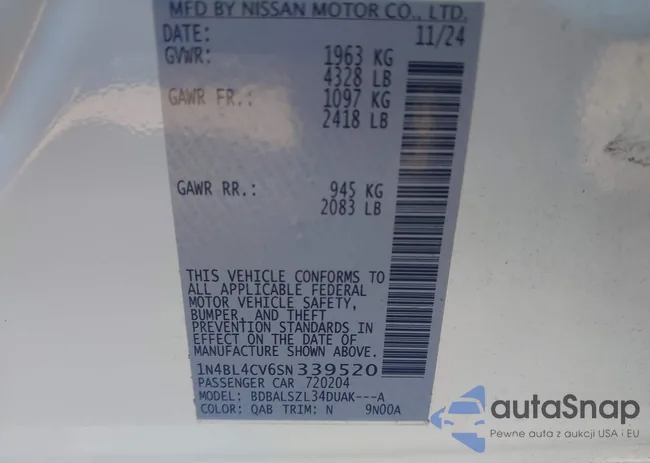 MFD BY NISSAN MOTOR CO., LTD.
DATE: 11/24
GVWR: 1963 KG
4328 LB
GAWR FR.: 1097 KG
2418 LB
GAWR RR.: 945 KG
2083 LB
THIS VEHICLE CONFORMS TO
ALL APPLICABLE FEDERAL
MOTOR VEHICLE SAFETY,
BUMPER, AND THEFT
PREVENTION STANDARDS IN
EFFECT ON THE DATE OF
MANUFACTURE SHOWN ABOVE.
1N4BL4CV6SN339520
PASSENGER CAR 720204
MODEL: BDBALSZL34DUAK---A
COLOR: QAB TRIM: N 9N00A
autoSnap
Pewne auta z aukcji USA i EU